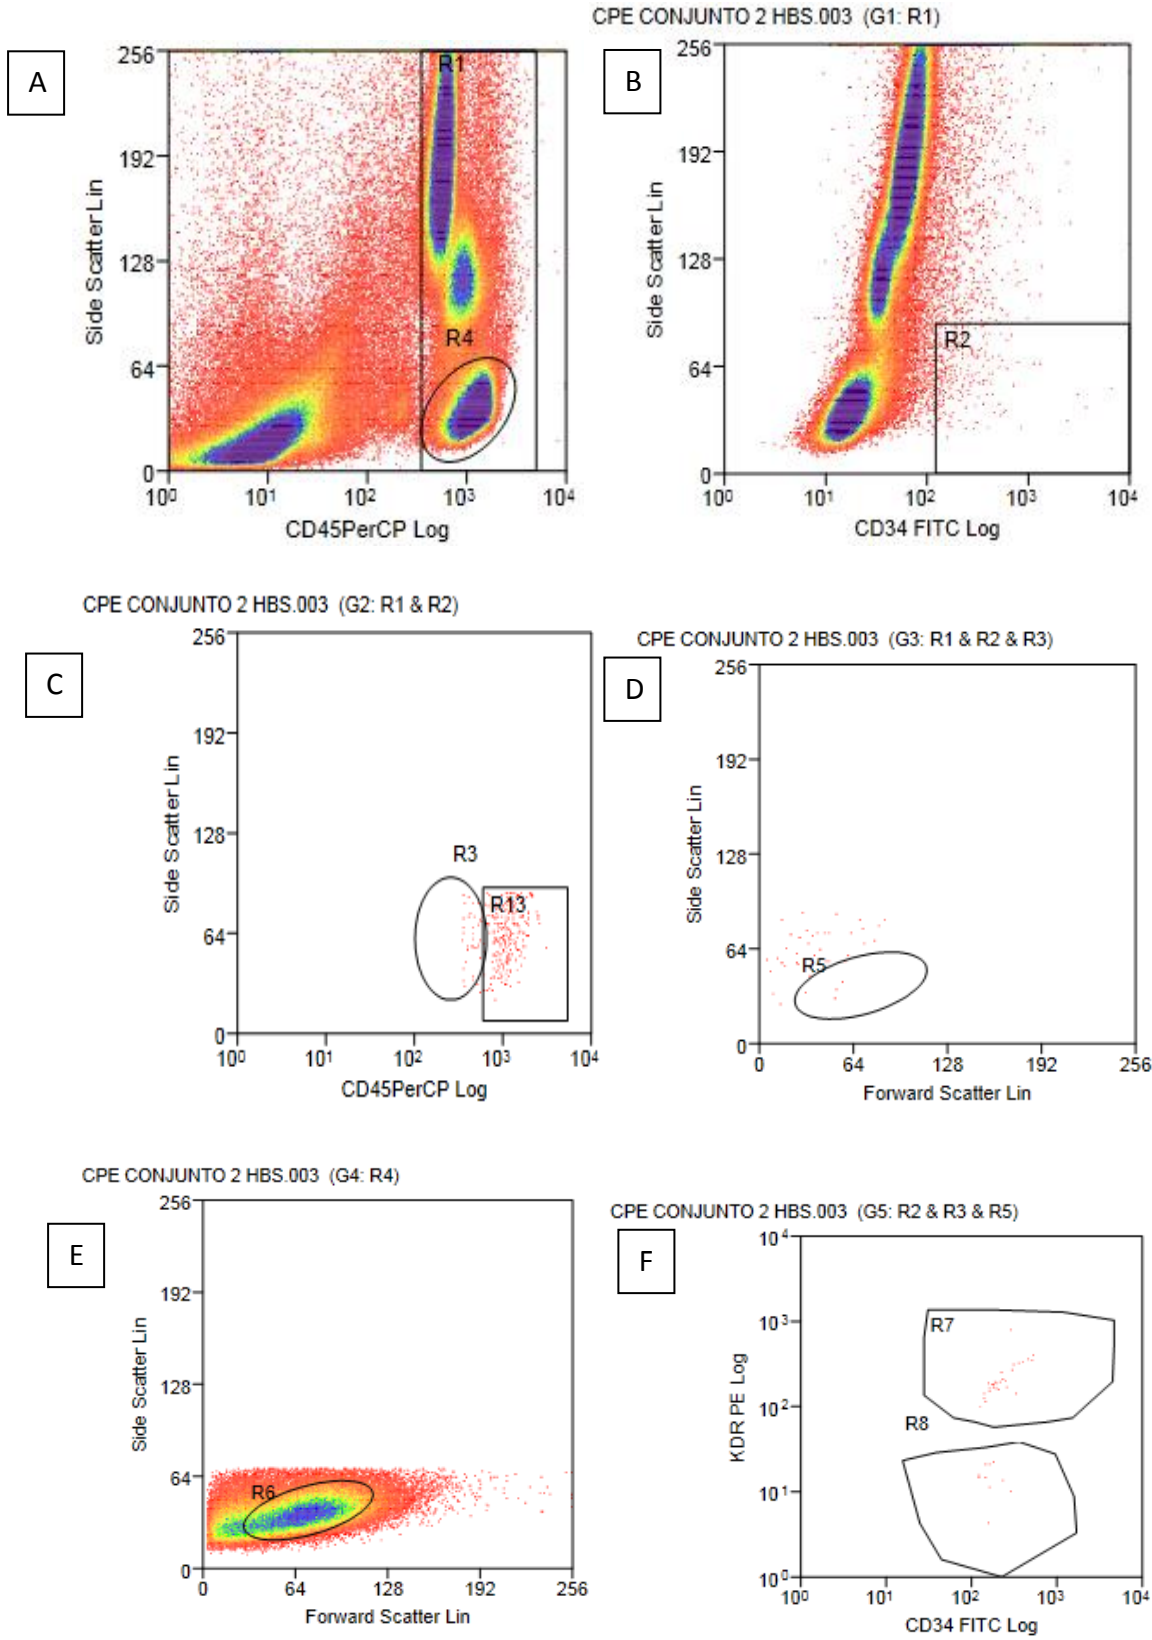 CPE CONJUNTO 2 HBS.003 (G1: R1)
A
256
192
128
64
0
Side Scatter Lin
R1
R4
10⁰ 10¹ 10² 10³ 10⁴
CD45PerCP Log
B
256
192
128
64
0
Side Scatter Lin
R2
10⁰ 10¹ 10² 10³ 10⁴
CD34 FITC Log
CPE CONJUNTO 2 HBS.003 (G2: R1 & R2)
C
256
192
128
64
0
Side Scatter Lin
R3
R13
10⁰ 10¹ 10² 10³ 10⁴
CD45PerCP Log
CPE CONJUNTO 2 HBS.003 (G3: R1 & R2 & R3)
D
256
192
128
64
0
Side Scatter Lin
R5
0 64 128 192 256
Forward Scatter Lin
CPE CONJUNTO 2 HBS.003 (G4: R4)
E
256
192
128
64
0
Side Scatter Lin
R6
0 64 128 192 256
Forward Scatter Lin
CPE CONJUNTO 2 HBS.003 (G5: R2 & R3 & R5)
F
10⁴
10³
10²
10¹
10⁰
KDR PE Log
R7
R8
10⁰ 10¹ 10² 10³ 10⁴
CD34 FITC Log